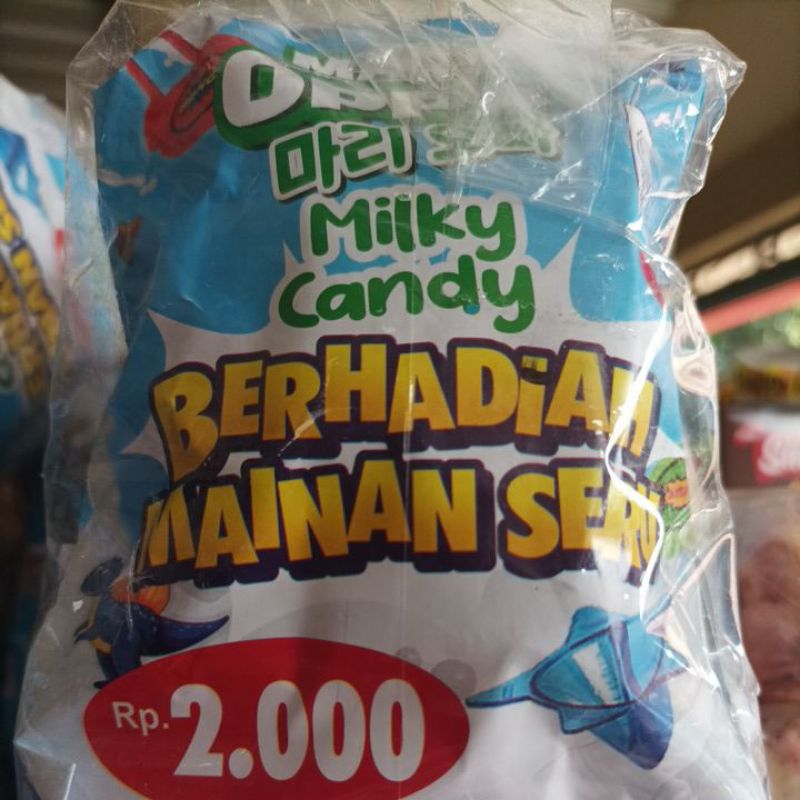 마리
Milky
Candy
BERHADIAH
MAINAN SERU
Rp. 2.000